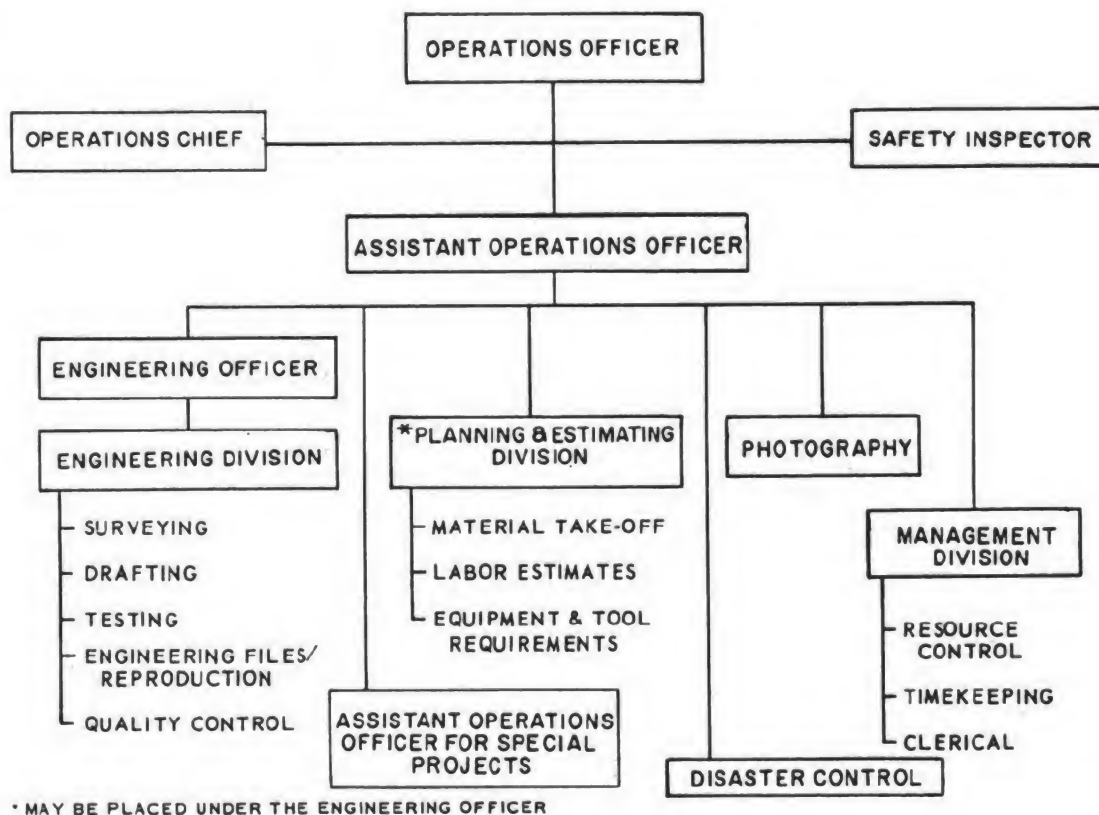 OPERATIONS OFFICER
OPERATIONS CHIEF
SAFETY INSPECTOR
ASSISTANT OPERATIONS OFFICER
ENGINEERING OFFICER
ENGINEERING DIVISION
SURVEYING
DRAFTING
TESTING
ENGINEERING FILES/
REPRODUCTION
QUALITY CONTROL
ASSISTANT OPERATIONS
OFFICER FOR SPECIAL
PROJECTS
*PLANNING & ESTIMATING
DIVISION
MATERIAL TAKE-OFF
LABOR ESTIMATES
EQUIPMENT & TOOL
REQUIREMENTS
DISASTER CONTROL
PHOTOGRAPHY
MANAGEMENT
DIVISION
RESOURCE
CONTROL
TIMEKEEPING
CLERICAL
* MAY BE PLACED UNDER THE ENGINEERING OFFICER